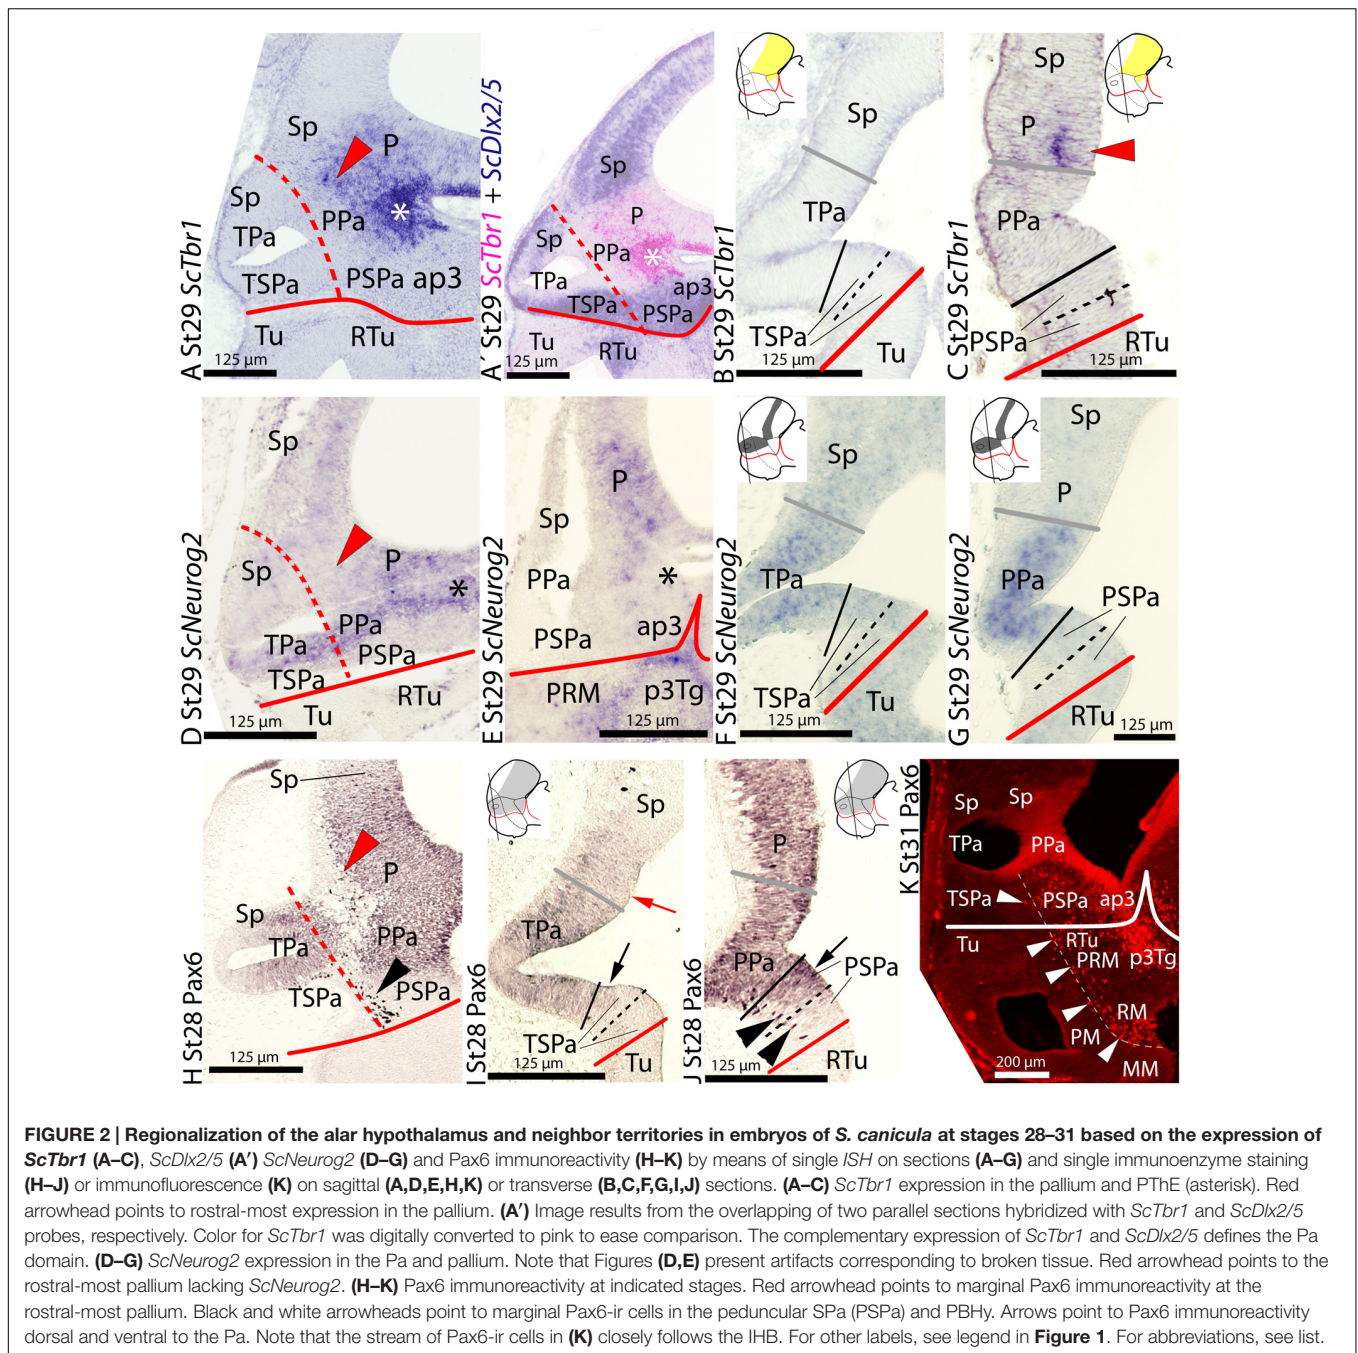 Sp
P
Sp
PPa
TPa
*
TSPa
PSPa ap3
Tu
RTu
125 µm
A St29 ScTbr1
Sp
P
Sp
PPa
*
TPa
ap3
TSPa
PSPa
Tu
RTu
125 µm
A′ St29 ScTbr1 + ScDlx2/5
Sp
TPa
TSPa
Tu
125 µm
B St29 ScTbr1
Sp
P
PPa
PSPa
RTu
125 µm
C St29 ScTbr1
Sp
Sp
P
*
PPa
TPa
PSPa
TSPa
RTu
Tu
125 µm
D St29 ScNeurog2
P
Sp
PPa
*
PSPa
ap3
PRM
p3Tg
125 µm
E St29 ScNeurog2
Sp
TPa
TSPa
Tu
125 µm
F St29 ScNeurog2
Sp
P
PPa
PSPa
RTu
125 µm
G St29 ScNeurog2
Sp
P
Sp
TPa
PPa
TSPa
PSPa
125 µm
H St28 Pax6
Sp
TPa
TSPa
Tu
125 µm
I St28 Pax6
P
PPa
PSPa
RTu
125 µm
J St28 Pax6
Sp
Sp
TPa
PPa
TSPa
PSPa
ap3
Tu
RTu
PRM
p3Tg
RM
PM
MM
200 µm
K St31 Pax6
FIGURE 2 | Regionalization of the alar hypothalamus and neighbor territories in embryos of S. canicula at stages 28–31 based on the expression of
ScTbr1 (A–C), ScDlx2/5 (A′) ScNeurog2 (D–G) and Pax6 immunoreactivity (H–K) by means of single ISH on sections (A–G) and single immunoenzyme staining
(H–J) or immunofluorescence (K) on sagittal (A,D,E,H,K) or transverse (B,C,F,G,I,J) sections. (A–C) ScTbr1 expression in the pallium and PThE (asterisk). Red
arrowhead points to rostral-most expression in the pallium. (A′) Image results from the overlapping of two parallel sections hybridized with ScTbr1 and ScDlx2/5
probes, respectively. Color for ScTbr1 was digitally converted to pink to ease comparison. The complementary expression of ScTbr1 and ScDlx2/5 defines the Pa
domain. (D–G) ScNeurog2 expression in the Pa and pallium. Note that Figures (D,E) present artifacts corresponding to broken tissue. Red arrowhead points to the
rostral-most pallium lacking ScNeurog2. (H–K) Pax6 immunoreactivity at indicated stages. Red arrowhead points to marginal Pax6 immunoreactivity at the
rostral-most pallium. Black and white arrowheads point to marginal Pax6-ir cells in the peduncular SPa (PSPa) and PBHy. Arrows point to Pax6 immunoreactivity
dorsal and ventral to the Pa. Note that the stream of Pax6-ir cells in (K) closely follows the IHB. For other labels, see legend in Figure 1. For abbreviations, see list.